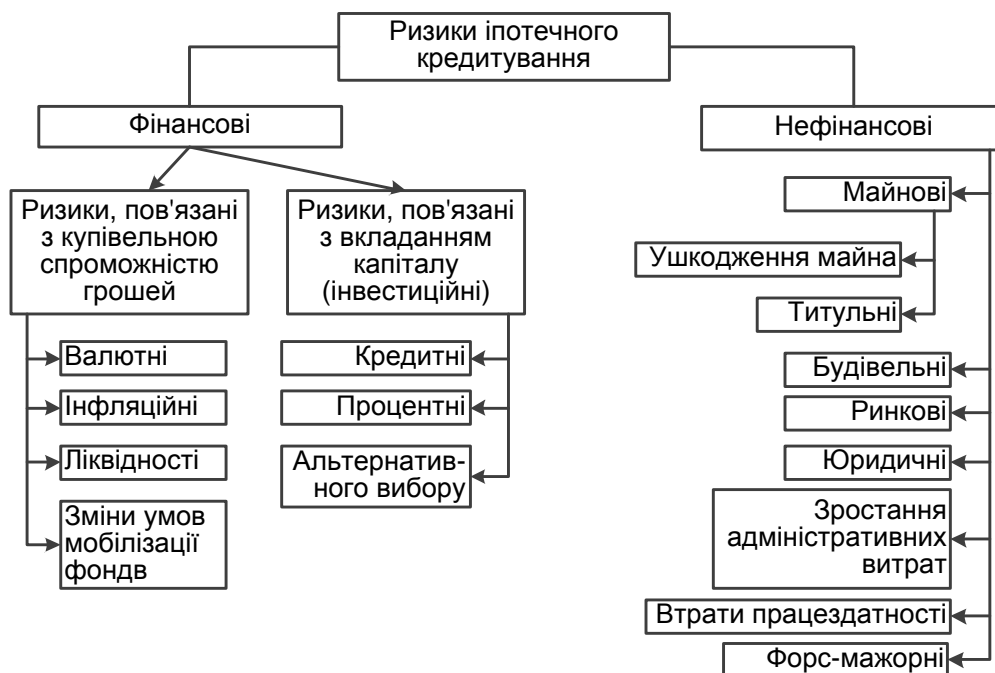 Ризики іпотечного
кредитування
Фінансові
Нефінансові
Ризики, пов'язані
з купівельною
спроможністю
грошей
Ризики, пов'язані
з вкладанням
капіталу
(інвестиційні)
Валютні
Інфляційні
Ліквідності
Зміни умов
мобілізації
фондв
Кредитні
Процентні
Альтернатив-
ного вибору
Майнові
Ушкодження майна
Титульні
Будівельні
Ринкові
Юридичні
Зростання
адміністративних
витрат
Втрати працездатності
Форс-мажорні